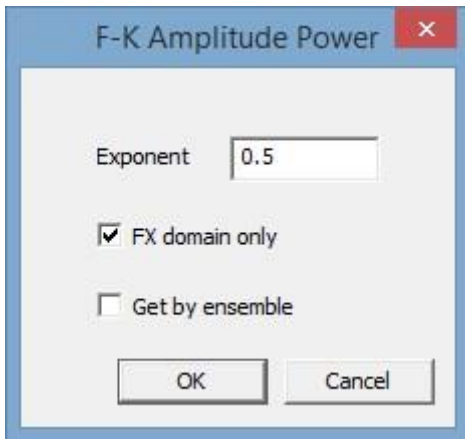 F-K Amplitude Power
Exponent 0.5
FX domain only
Get by ensemble
OK Cancel